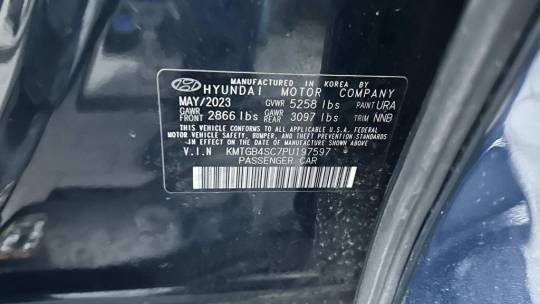 MANUFACTURED IN KOREA BY
HYUNDAI MOTOR COMPANY
MAY/2023 GVWR 5258 lbs PAINT URA
GAWR FRONT 2866 lbs GAWR REAR 3097 lbs TRIM NNB
THIS VEHICLE CONFORMS TO ALL APPLICABLE U.S.A. FEDERAL
MOTOR VEHICLE SAFETY, BUMPER, AND THEFT PREVENTION STANDARDS
IN EFFECT ON THE DATE OF MANUFACTURE SHOWN ABOVE
V.I.N KMTGB4SC7PU197597
PASSENGER CAR